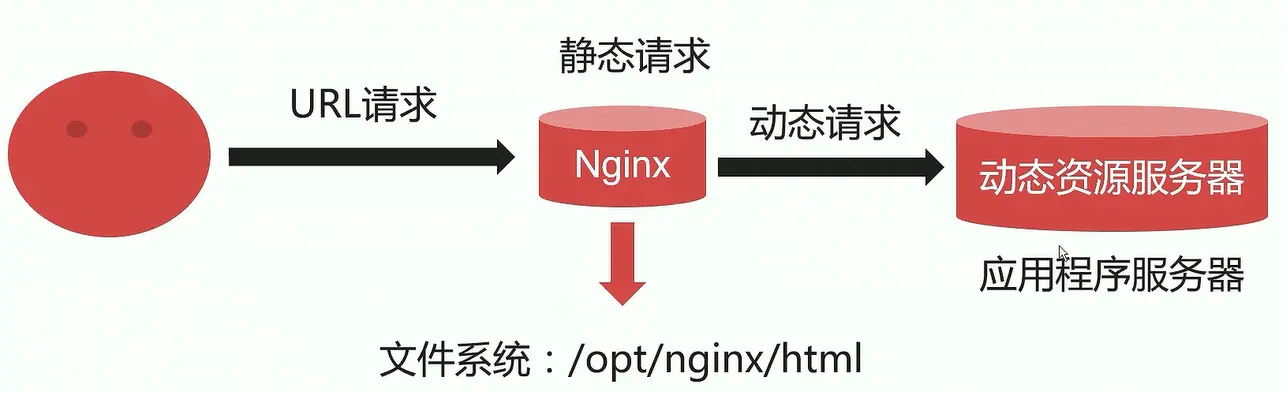 静态请求
URL请求
动态请求
Nginx
动态资源服务器
应用程序服务器
文件系统：/opt/nginx/html